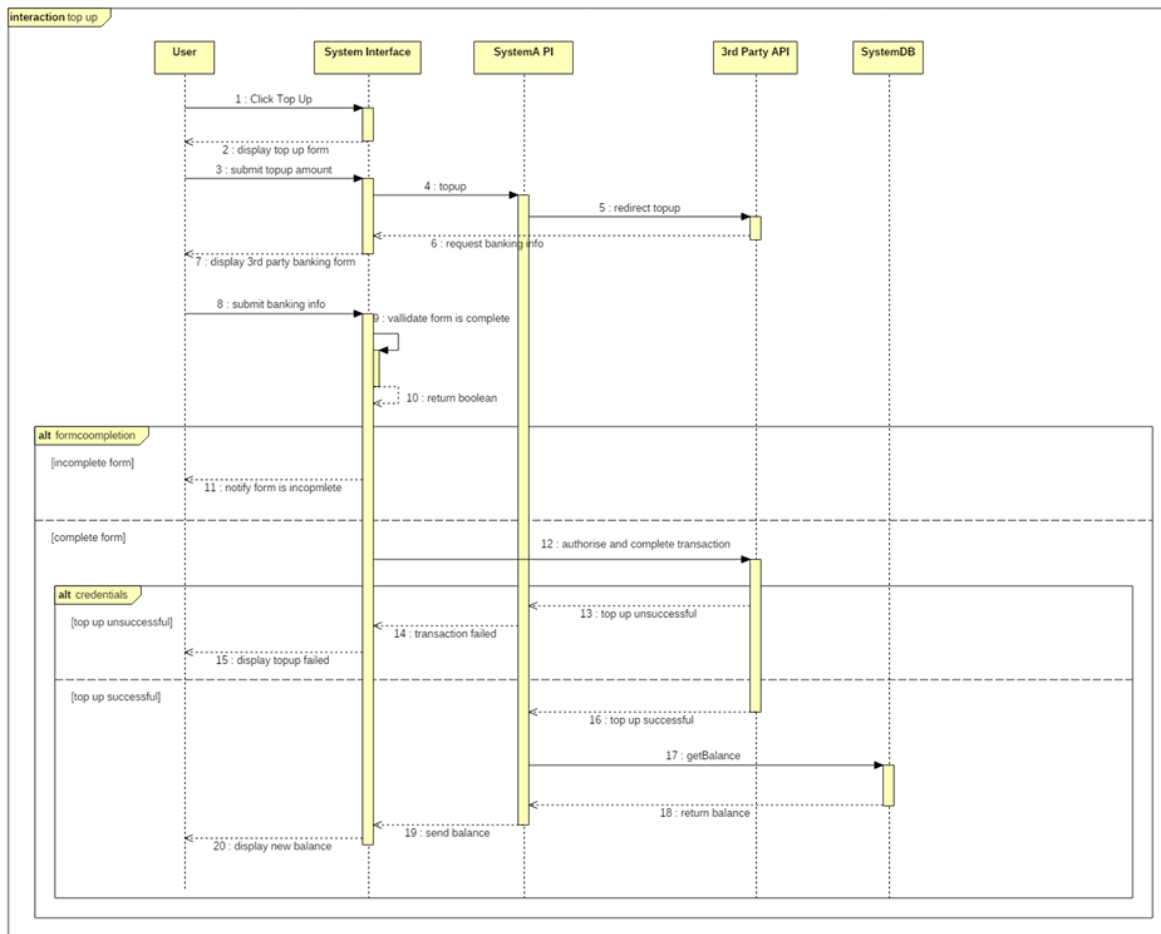 interaction top up
User
System Interface
SystemA PI
3rd Party API
SystemDB
1 : Click Top Up
2 : display top up form
3 : submit topup amount
4 : topup
5 : redirect topup
6 : request banking info
7 : display 3rd party banking form
8 : submit banking info
9 : vallidate form is complete
10 : return boolean
alt formcoompletion
[incomplete form]
11 : notify form is incopmlete
[complete form]
12 : authorise and complete transaction
alt credentials
13 : top up unsuccessful
[top up unsuccessful]
14 : transaction failed
15 : display topup failed
[top up successful]
16 : top up successful
17 : getBalance
18 : return balance
19 : send balance
20 : display new balance